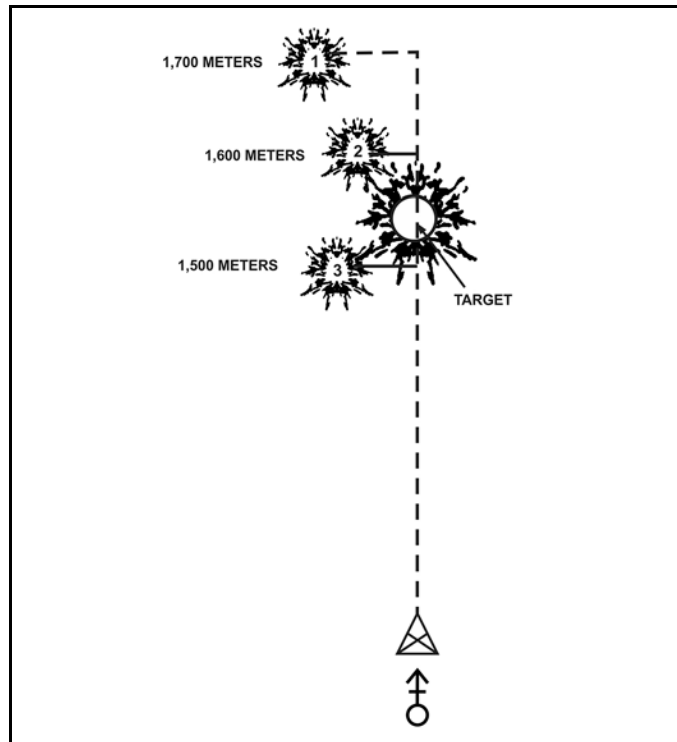 1,700 METERS
1
1,600 METERS
2
1,500 METERS
3
TARGET